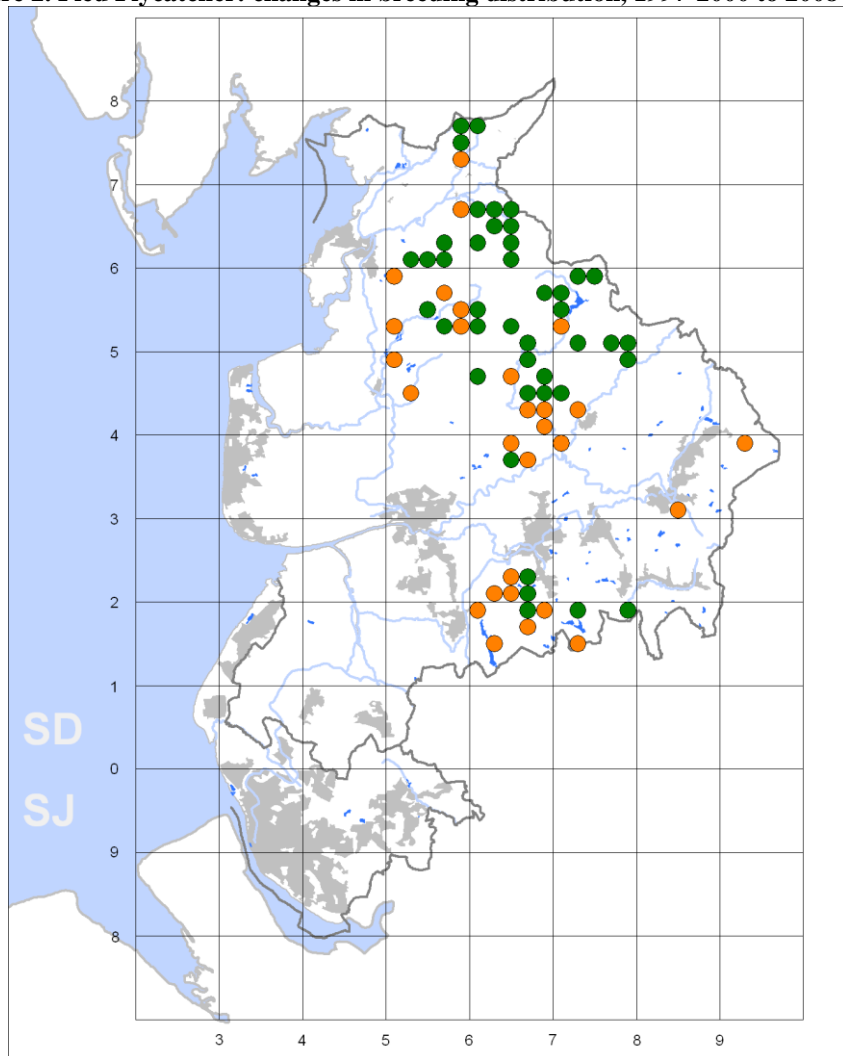 Pied Flycatcher: changes in breeding distribution, 1997–2000 to 2008
8
7
6
5
4
3
2
1
SD
0
SJ
9
8
3 4 5 6 7 8 9